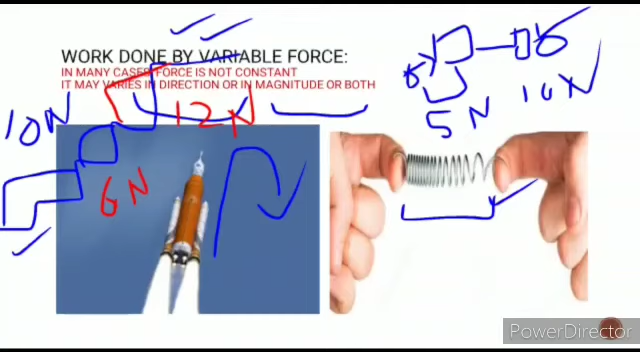 WORK DONE BY VARIABLE FORCE:
IN MANY CASES FORCE IS NOT CONSTANT
IT MAY VARIES IN DIRECTION OR IN MAGNITUDE OR BOTH
10N
12N
6N
5N
10N
PowerDirector